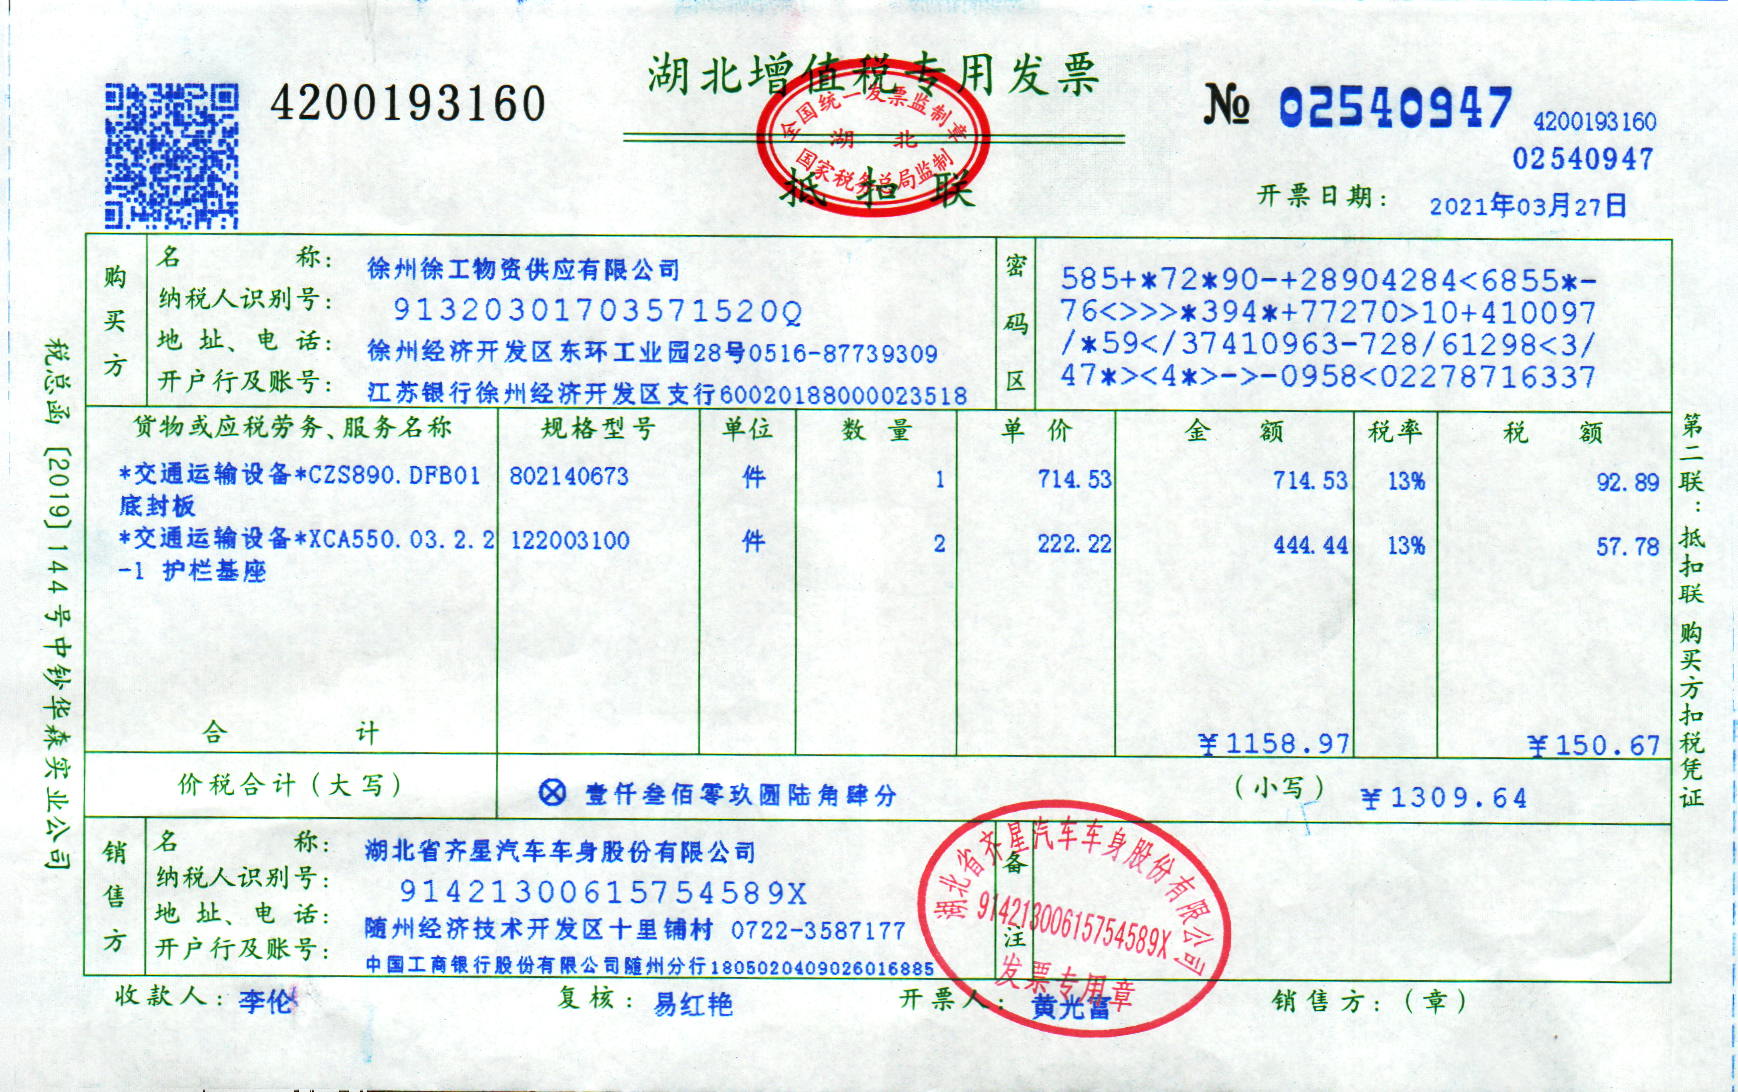 湖北增值税专用发票
4200193160
№ 02540947
4200193160
02540947
全国统一发票监制章
湖 北
国家税务总局监制
抵 扣 联
开票日期: 2021年03月27日
购买方
名 称: 徐州徐工物资供应有限公司
纳税人识别号: 91320301703571520Q
地 址、电 话: 徐州经济开发区东环工业园28号0516-87739309
开户行及账号: 江苏银行徐州经济开发区支行60020188000023518
密码区
585+*72*90-+28904284<6855*-
76<>>>*394*+77270>10+410097
/*59</37410963-728/61298<3/
47*><4*>->-0958<02278716337
货物或应税劳务、服务名称 规格型号 单位 数 量 单 价 金 额 税率 税 额
*交通运输设备*CZS890.DFB01 802140673 件 1 714.53 714.53 13% 92.89
底封板
*交通运输设备*XCA550.03.2.2 122003100 件 2 222.22 444.44 13% 57.78
-1 护栏基座
合 计 ¥1158.97 ¥150.67
价税合计(大写) ⊗ 壹仟叁佰零玖圆陆角肆分 (小写) ¥1309.64
销售方
名 称: 湖北省齐星汽车车身股份有限公司
纳税人识别号: 91421300615754589X
地 址、电 话: 随州经济技术开发区十里铺村 0722-3587177
开户行及账号: 中国工商银行股份有限公司随州分行1805020409026016885
备注
湖北省齐星汽车车身股份有限公司
91421300615754589X
发票专用章
收款人: 李伦 复核: 易红艳 开票人: 黄光富 销售方:(章)
税总函[2019]144号中钞华森实业公司
第二联:抵扣联 购买方扣税凭证